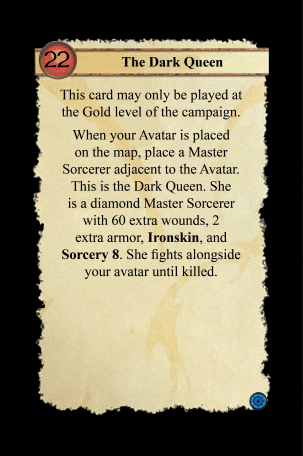 22
The Dark Queen
This card may only be played at
the Gold level of the campaign.
When your Avatar is placed
on the map, place a Master
Sorcerer adjacent to the Avatar.
This is the Dark Queen. She
is a diamond Master Sorcerer
with 60 extra wounds, 2
extra armor, Ironskin, and
Sorcery 8. She fights alongside
your avatar until killed.